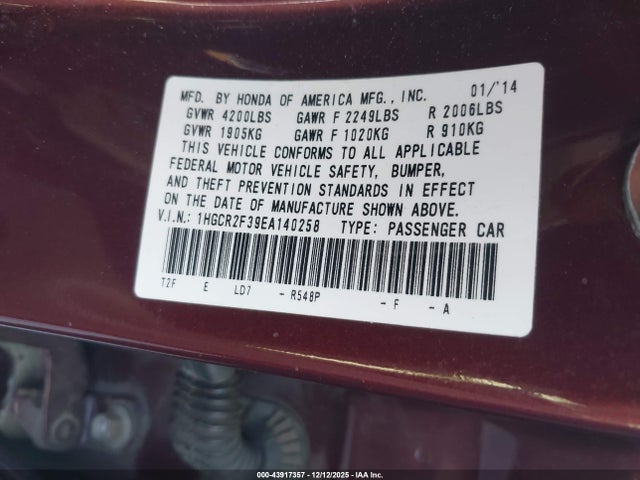 MFD. BY HONDA OF AMERICA MFG., INC. 01/'14
GVWR 4200LBS GAWR F 2249LBS R 2006LBS
GVWR 1905KG GAWR F 1020KG R 910KG
THIS VEHICLE CONFORMS TO ALL APPLICABLE
FEDERAL MOTOR VEHICLE SAFETY, BUMPER,
AND THEFT PREVENTION STANDARDS IN EFFECT
ON THE DATE OF MANUFACTURE SHOWN ABOVE.
V.I.N.: 1HGCR2F39EA140258 TYPE: PASSENGER CAR
T2F E LD7 - R548P - F - A
000-43917357 • 12/12/2025 • IAA Inc.